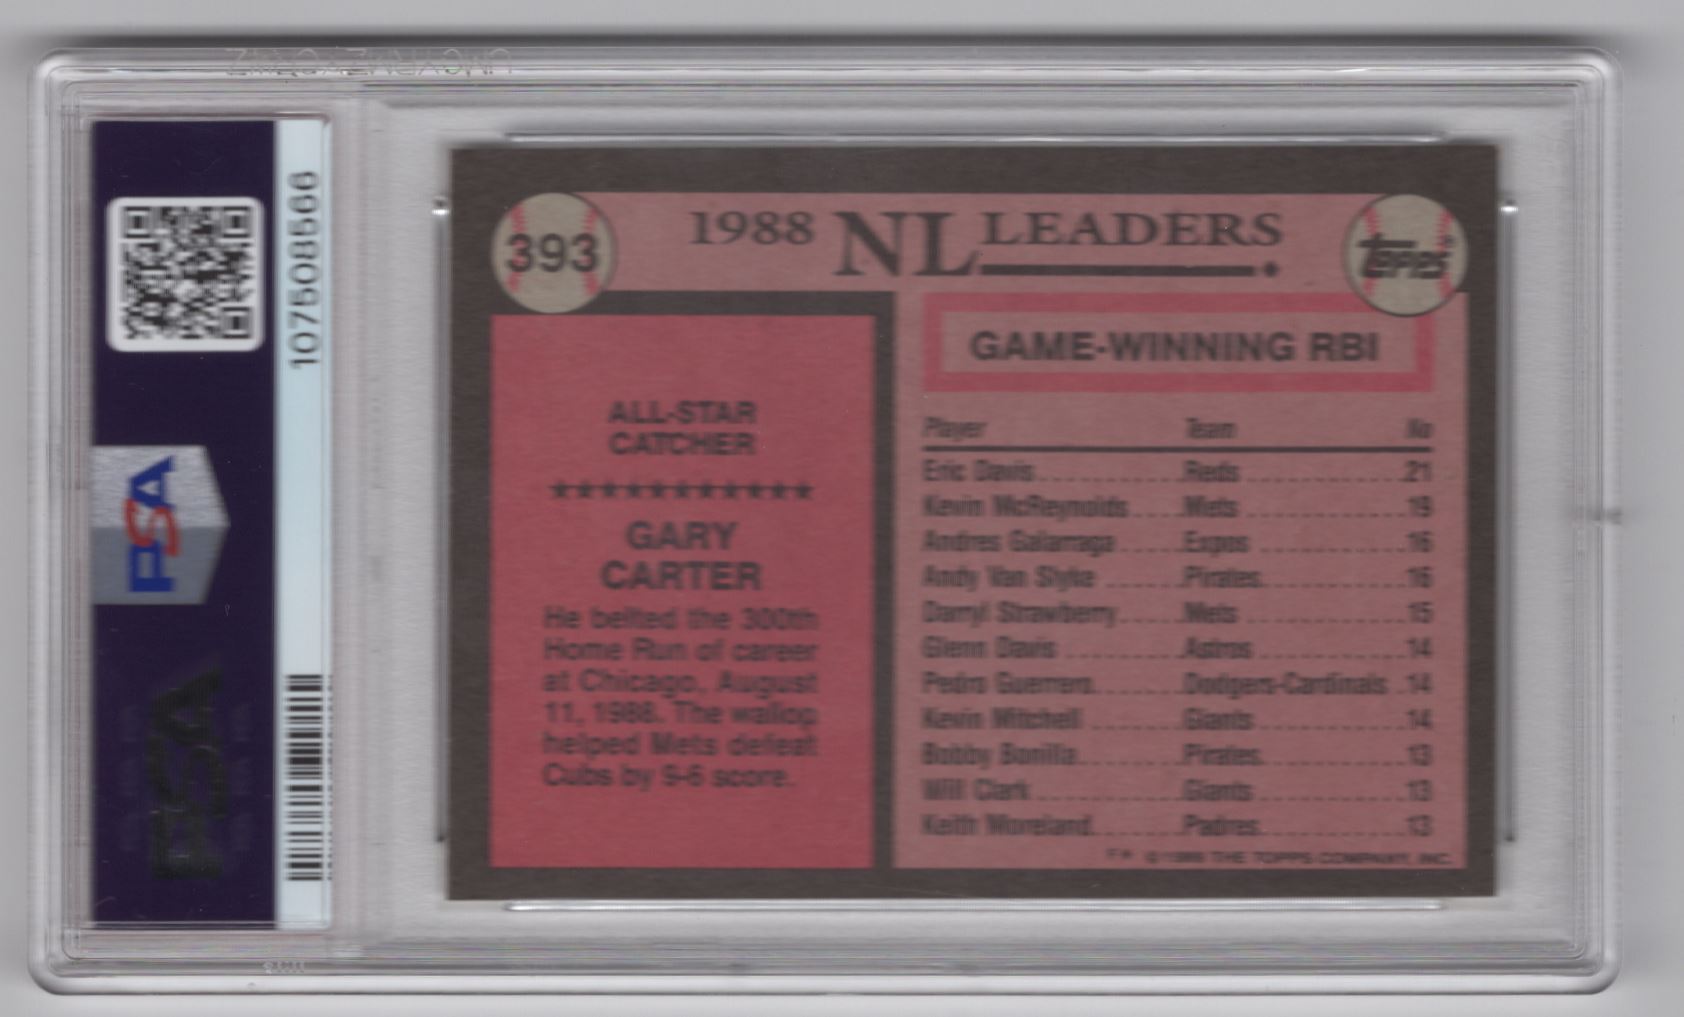 107508566
PSA
PSA
393
1988 NL LEADERS
Topps
GAME-WINNING RBI
ALL-STAR
CATCHER
GARY
CARTER
He belted the 300th
Home Run of career
at Chicago, August
11, 1988. The wallop
helped Mets defeat
Cubs by 9-6 score.
Player Team No
Eric Davis Reds 21
Kevin McReynolds Mets 19
Andres Galarraga Expos 16
Andy Van Slyke Pirates 16
Darryl Strawberry Mets 15
Glenn Davis Astros 14
Pedro Guerrero Dodgers-Cardinals 14
Kevin Mitchell Giants 14
Bobby Bonilla Pirates 13
Will Clark Giants 13
Keith Moreland Padres 13
THE TOPPS COMPANY, INC.